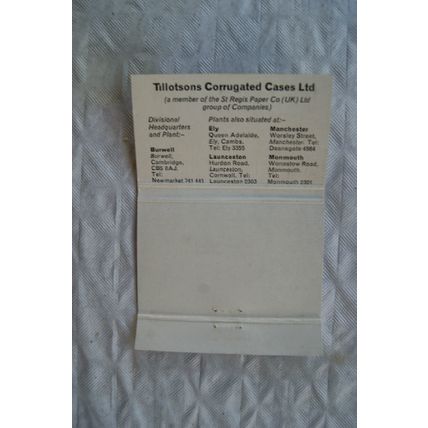 Tillotsons Corrugated Cases Ltd
(a member of the St Regis Paper Co (UK) Ltd
group of Companies)
Divisional
Headquarters
and Plant:–
Burwell
Burwell,
Cambridge,
CB5 0AJ.
Tel:
Newmarket 741 441
Plants also situated at:–
Ely
Queen Adelaide,
Ely, Cambs.
Tel: Ely 3355
Launceston
Hurdon Road,
Launceston,
Cornwall. Tel:
Launceston 2303
Manchester
Worsley Street,
Manchester. Tel:
Deansgate 4984
Monmouth
Wonastow Road,
Monmouth.
Tel:
Monmouth 2301